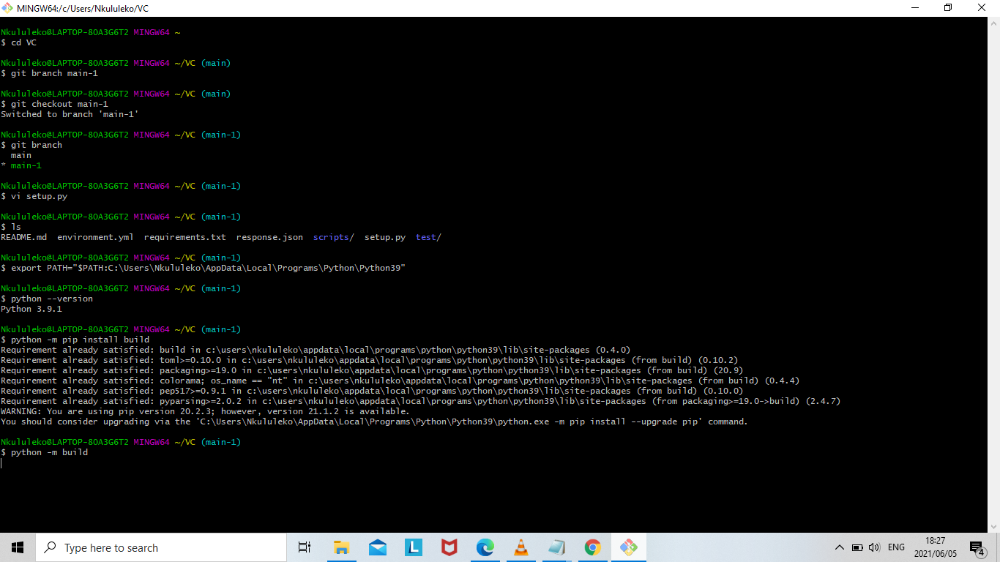 MINGW64:/c/Users/Nkululeko/VC
Nkululeko@LAPTOP-8OA3G6T2 MINGW64 ~
$ cd VC
Nkululeko@LAPTOP-8OA3G6T2 MINGW64 ~/VC (main)
$ git branch main-1
Nkululeko@LAPTOP-8OA3G6T2 MINGW64 ~/VC (main)
$ git checkout main-1
Switched to branch 'main-1'
Nkululeko@LAPTOP-8OA3G6T2 MINGW64 ~/VC (main-1)
$ git branch
main
* main-1
Nkululeko@LAPTOP-8OA3G6T2 MINGW64 ~/VC (main-1)
$ vi setup.py
Nkululeko@LAPTOP-8OA3G6T2 MINGW64 ~/VC (main-1)
$ ls
README.md environment.yml requirements.txt response.json scripts/ setup.py test/
Nkululeko@LAPTOP-8OA3G6T2 MINGW64 ~/VC (main-1)
$ export PATH="$PATH:C:\Users\Nkululeko\AppData\Local\Programs\Python\Python39"
Nkululeko@LAPTOP-8OA3G6T2 MINGW64 ~/VC (main-1)
$ python --version
Python 3.9.1
Nkululeko@LAPTOP-8OA3G6T2 MINGW64 ~/VC (main-1)
$ python -m pip install build
Requirement already satisfied: build in c:\users\nkululeko\appdata\local\programs\python\python39\lib\site-packages (0.4.0)
Requirement already satisfied: toml>=0.10.0 in c:\users\nkululeko\appdata\local\programs\python\python39\lib\site-packages (from build) (0.10.2)
Requirement already satisfied: packaging>=19.0 in c:\users\nkululeko\appdata\local\programs\python\python39\lib\site-packages (from build) (20.9)
Requirement already satisfied: colorama; os_name == "nt" in c:\users\nkululeko\appdata\local\programs\python\python39\lib\site-packages (from build) (0.4.4)
Requirement already satisfied: pep517>=0.9.1 in c:\users\nkululeko\appdata\local\programs\python\python39\lib\site-packages (from build) (0.10.0)
Requirement already satisfied: pyparsing>=2.0.2 in c:\users\nkululeko\appdata\local\programs\python\python39\lib\site-packages (from packaging>=19.0->build) (2.4.7)
WARNING: You are using pip version 20.2.3; however, version 21.1.2 is available.
You should consider upgrading via the 'C:\Users\Nkululeko\AppData\Local\Programs\Python\Python39\python.exe -m pip install --upgrade pip' command.
Nkululeko@LAPTOP-8OA3G6T2 MINGW64 ~/VC (main-1)
$ python -m build
Type here to search
L
ENG
18:27
2021/06/05
4